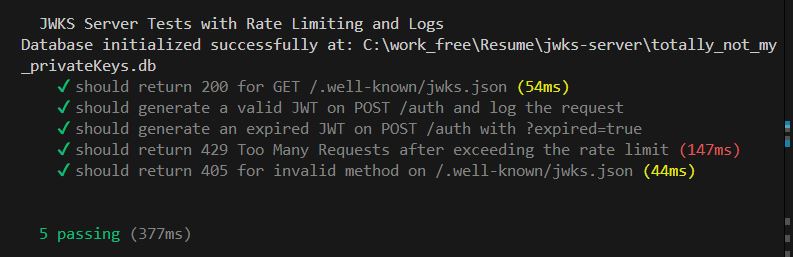 JWKS Server Tests with Rate Limiting and Logs
Database initialized successfully at: C:\work_free\Resume\jwks-server\totally_not_my
_privateKeys.db
✓ should return 200 for GET /.well-known/jwks.json (54ms)
✓ should generate a valid JWT on POST /auth and log the request
✓ should generate an expired JWT on POST /auth with ?expired=true
✓ should return 429 Too Many Requests after exceeding the rate limit (147ms)
✓ should return 405 for invalid method on /.well-known/jwks.json (44ms)
5 passing (377ms)